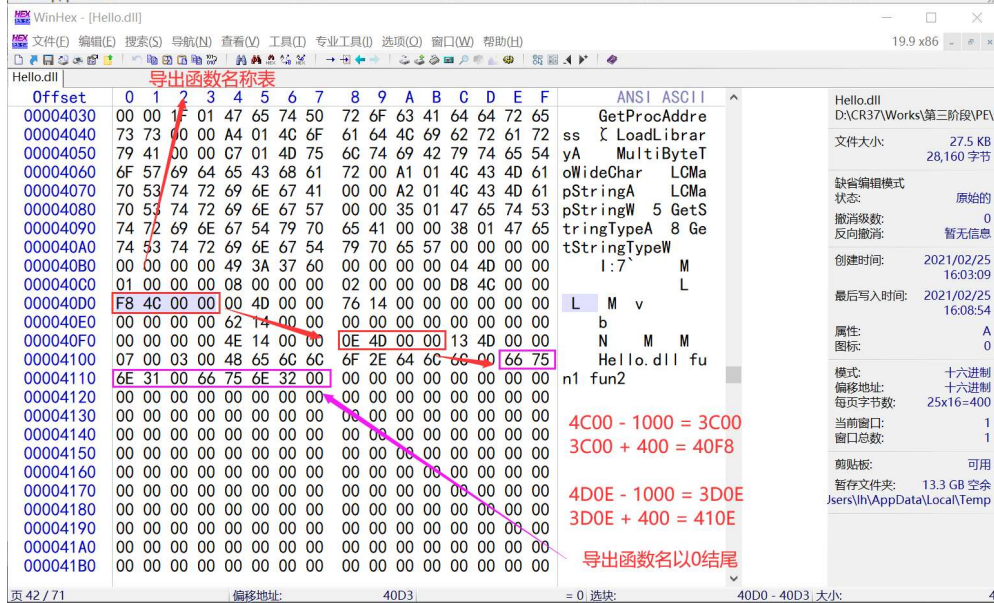 WinHex - [Hello.dll]
文件(F) 编辑(E) 搜索(S) 导航(N) 查看(V) 工具(T) 专业工具(I) 选项(O) 窗口(W) 帮助(H)
19.9 x86
Hello.dll
导出函数名称表
Offset 0 1 2 3 4 5 6 7 8 9 A B C D E F ANSI ASCII
00004030 00 00 1F 01 47 65 74 50 72 6F 63 41 64 64 72 65 GetProcAddre
00004040 73 73 00 00 A4 01 4C 6F 61 64 4C 69 62 72 61 72 ss LoadLibrar
00004050 79 41 00 00 C7 01 4D 75 6C 74 69 42 79 74 65 54 yA MultiByteT
00004060 6F 57 69 64 65 43 68 61 72 00 A1 01 4C 43 4D 61 oWideChar LCMa
00004070 70 53 74 72 69 6E 67 41 00 00 A2 01 4C 43 4D 61 pStringA LCMa
00004080 70 53 74 72 69 6E 67 57 00 00 35 01 47 65 74 53 pStringW 5 GetS
00004090 74 72 69 6E 67 54 79 70 65 41 00 00 38 01 47 65 tringTypeA 8 Ge
000040A0 74 53 74 72 69 6E 67 54 79 70 65 57 00 00 00 00 tStringTypeW
000040B0 00 00 00 00 49 3A 37 60 00 00 00 00 04 4D 00 00 I:7` M
000040C0 01 00 00 00 08 00 00 00 02 00 00 00 D8 4C 00 00 L
000040D0 F8 4C 00 00 00 4D 00 00 76 14 00 00 00 00 00 00 L M v
000040E0 00 00 00 00 62 14 00 00 00 00 00 00 00 00 00 00 b
000040F0 00 00 00 00 4E 14 00 00 0E 4D 00 00 13 4D 00 00 N M M
00004100 07 00 03 00 48 65 6C 6C 6F 2E 64 6C 6C 00 66 75 Hello.dll fu
00004110 6E 31 00 66 75 6E 32 00 00 00 00 00 00 00 00 00 n1 fun2
00004120 00 00 00 00 00 00 00 00 00 00 00 00 00 00 00 00
00004130 00 00 00 00 00 00 00 00 00 00 00 00 00 00 00 00
00004140 00 00 00 00 00 00 00 00 00 00 00 00 00 00 00 00
00004150 00 00 00 00 00 00 00 00 00 00 00 00 00 00 00 00
00004160 00 00 00 00 00 00 00 00 00 00 00 00 00 00 00 00
00004170 00 00 00 00 00 00 00 00 00 00 00 00 00 00 00 00
00004180 00 00 00 00 00 00 00 00 00 00 00 00 00 00 00 00
00004190 00 00 00 00 00 00 00 00 00 00 00 00 00 00 00 00
000041A0 00 00 00 00 00 00 00 00 00 00 00 00 00 00 00 00
000041B0 00 00 00 00 00 00 00 00 00 00 00 00 00 00 00 00
4C00 - 1000 = 3C00
3C00 + 400 = 40F8
4D0E - 1000 = 3D0E
3D0E + 400 = 410E
导出函数名以0结尾
Hello.dll
D:\CR37\Works\第三阶段\PE\
文件大小: 27.5 KB
28,160 字节
缺省编辑模式
状态: 原始的
撤消级数: 0
反向撤消: 暂无信息
创建时间: 2021/02/25
16:03:09
最后写入时间: 2021/02/25
16:08:54
属性: A
图标: 0
模式: 十六进制
偏移地址: 十六进制
每页字节数: 25x16=400
当前窗口: 1
窗口总数: 1
剪贴板: 可用
暂存文件夹: 13.3 GB 空余
Jsers\lh\AppData\Local\Temp
页 42 / 71 偏移地址: 40D3 = 0 选块: 40D0 - 40D3 大小: 4